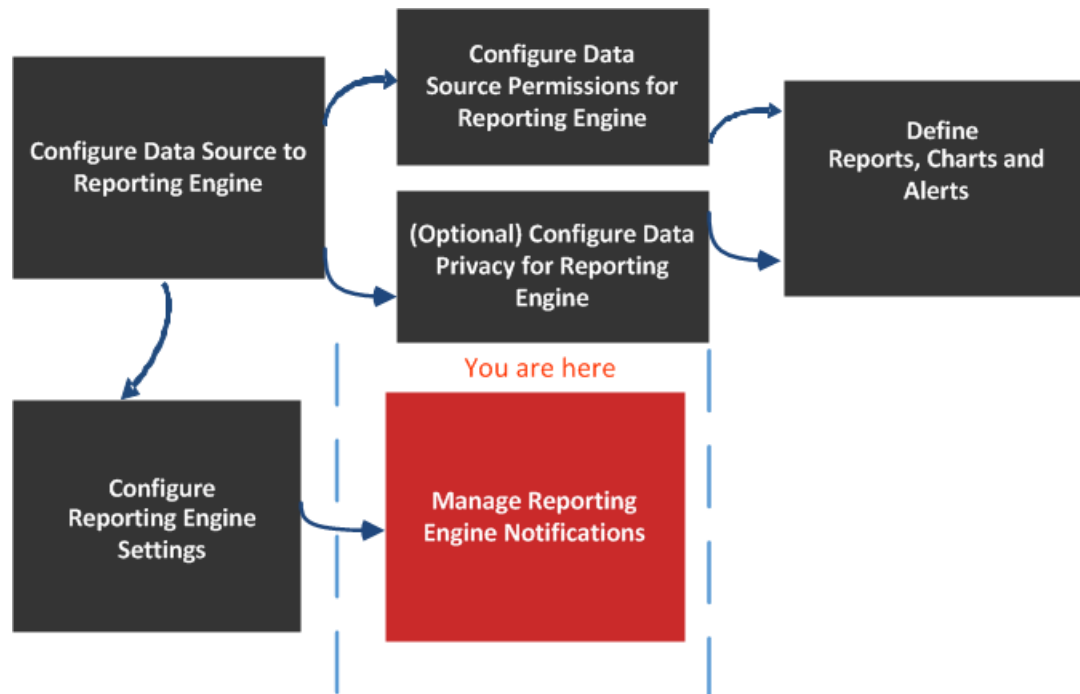 Configure Data Source to
Reporting Engine
Configure Data
Source Permissions for
Reporting Engine
(Optional) Configure Data
Privacy for Reporting
Engine
Define
Reports, Charts and
Alerts
You are here
Configure
Reporting Engine
Settings
Manage Reporting
Engine Notifications